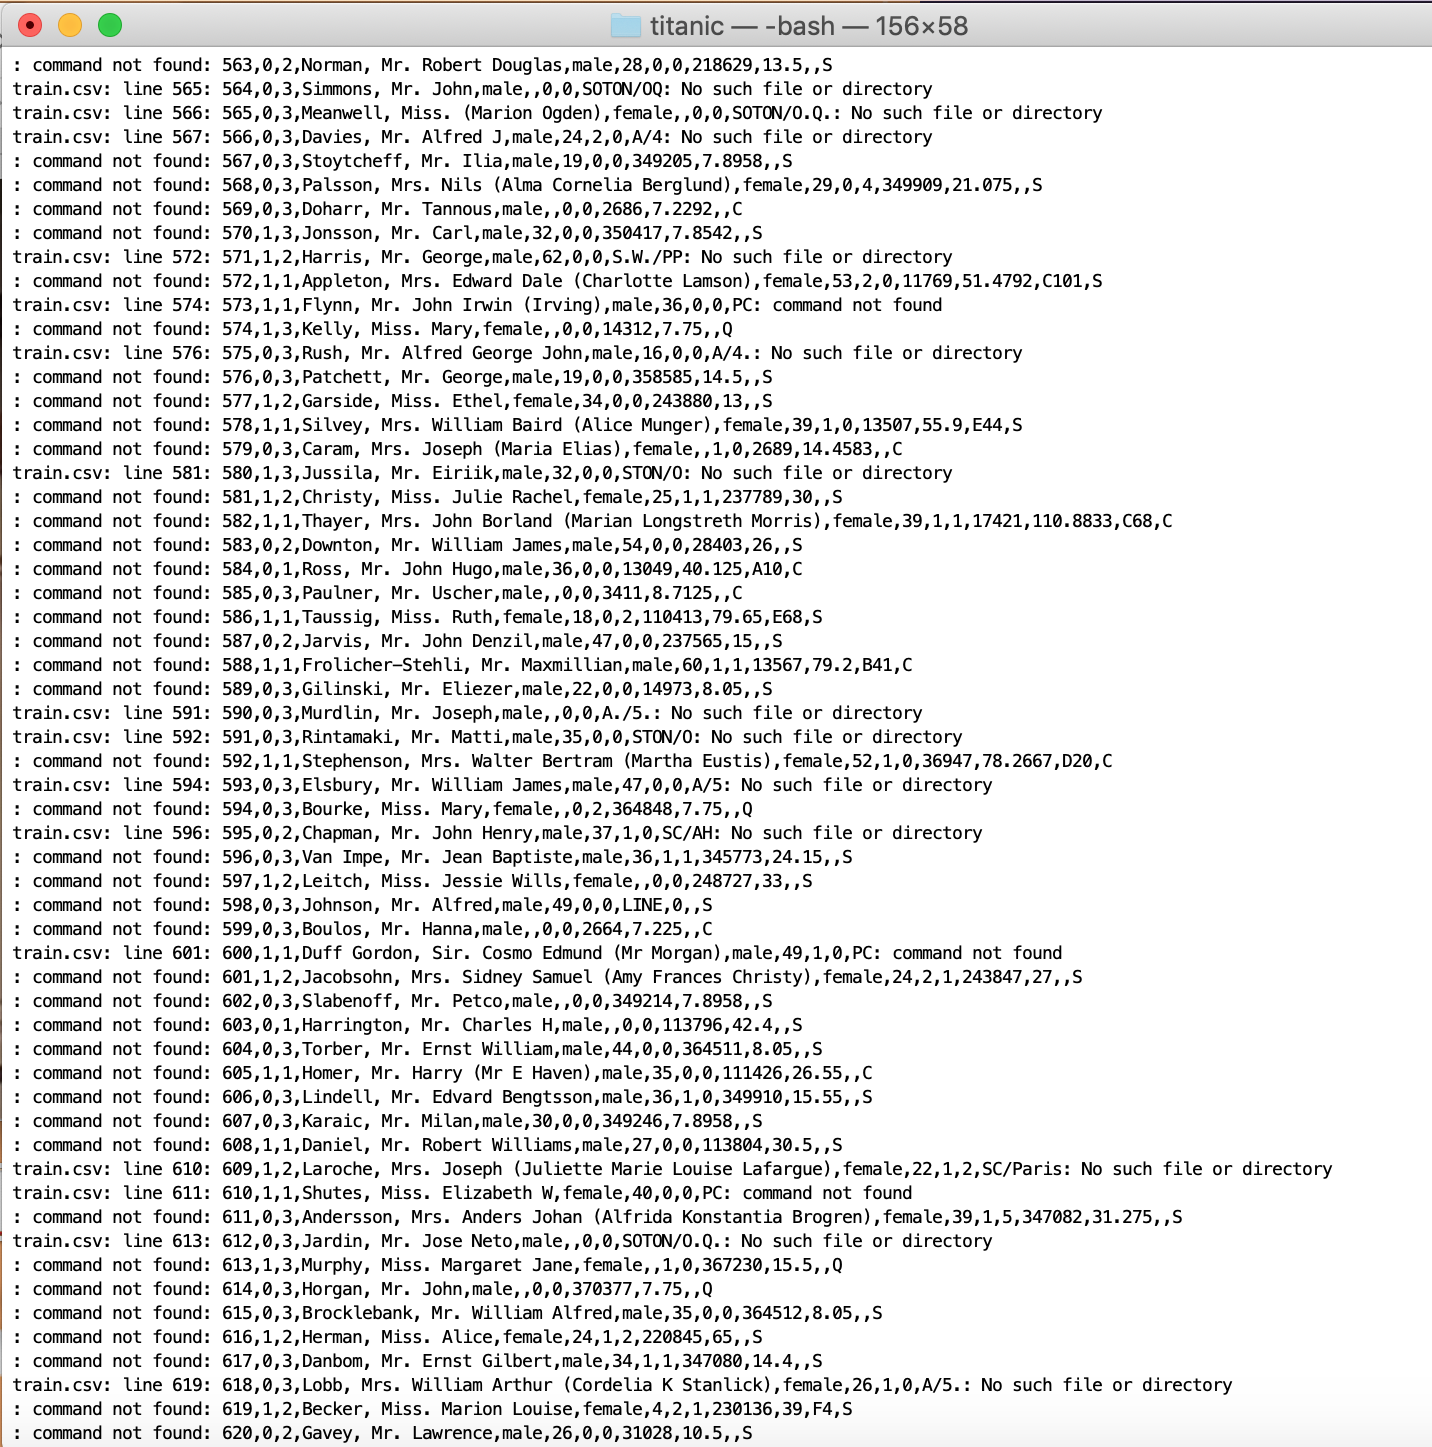 titanic — -bash — 156×58
: command not found: 563,0,2,Norman, Mr. Robert Douglas,male,28,0,0,218629,13.5,,S
train.csv: line 565: 564,0,3,Simmons, Mr. John,male,,0,0,SOTON/OQ: No such file or directory
train.csv: line 566: 565,0,3,Meanwell, Miss. (Marion Ogden),female,,0,0,SOTON/O.Q.: No such file or directory
train.csv: line 567: 566,0,3,Davies, Mr. Alfred J,male,24,2,0,A/4: No such file or directory
: command not found: 567,0,3,Stoytcheff, Mr. Ilia,male,19,0,0,349205,7.8958,,S
: command not found: 568,0,3,Palsson, Mrs. Nils (Alma Cornelia Berglund),female,29,0,4,349909,21.075,,S
: command not found: 569,0,3,Doharr, Mr. Tannous,male,,0,0,2686,7.2292,,C
: command not found: 570,1,3,Jonsson, Mr. Carl,male,32,0,0,350417,7.8542,,S
train.csv: line 572: 571,1,2,Harris, Mr. George,male,62,0,0,S.W./PP: No such file or directory
: command not found: 572,1,1,Appleton, Mrs. Edward Dale (Charlotte Lamson),female,53,2,0,11769,51.4792,C101,S
train.csv: line 574: 573,1,1,Flynn, Mr. John Irwin (Irving),male,36,0,0,PC: command not found
: command not found: 574,1,3,Kelly, Miss. Mary,female,,0,0,14312,7.75,,Q
train.csv: line 576: 575,0,3,Rush, Mr. Alfred George John,male,16,0,0,A/4.: No such file or directory
: command not found: 576,0,3,Patchett, Mr. George,male,19,0,0,358585,14.5,,S
: command not found: 577,1,2,Garside, Miss. Ethel,female,34,0,0,243880,13,,S
: command not found: 578,1,1,Silvey, Mrs. William Baird (Alice Munger),female,39,1,0,13507,55.9,E44,S
: command not found: 579,0,3,Caram, Mrs. Joseph (Maria Elias),female,,1,0,2689,14.4583,,C
train.csv: line 581: 580,1,3,Jussila, Mr. Eiriik,male,32,0,0,STON/O: No such file or directory
: command not found: 581,1,2,Christy, Miss. Julie Rachel,female,25,1,1,237789,30,,S
: command not found: 582,1,1,Thayer, Mrs. John Borland (Marian Longstreth Morris),female,39,1,1,17421,110.8833,C68,C
: command not found: 583,0,2,Downton, Mr. William James,male,54,0,0,28403,26,,S
: command not found: 584,0,1,Ross, Mr. John Hugo,male,36,0,0,13049,40.125,A10,C
: command not found: 585,0,3,Paulner, Mr. Uscher,male,,0,0,3411,8.7125,,C
: command not found: 586,1,1,Taussig, Miss. Ruth,female,18,0,2,110413,79.65,E68,S
: command not found: 587,0,2,Jarvis, Mr. John Denzil,male,47,0,0,237565,15,,S
: command not found: 588,1,1,Frolicher-Stehli, Mr. Maxmillian,male,60,1,1,13567,79.2,B41,C
: command not found: 589,0,3,Gilinski, Mr. Eliezer,male,22,0,0,14973,8.05,,S
train.csv: line 591: 590,0,3,Murdlin, Mr. Joseph,male,,0,0,A./5.: No such file or directory
train.csv: line 592: 591,0,3,Rintamaki, Mr. Matti,male,35,0,0,STON/O: No such file or directory
: command not found: 592,1,1,Stephenson, Mrs. Walter Bertram (Martha Eustis),female,52,1,0,36947,78.2667,D20,C
train.csv: line 594: 593,0,3,Elsbury, Mr. William James,male,47,0,0,A/5: No such file or directory
: command not found: 594,0,3,Bourke, Miss. Mary,female,,0,2,364848,7.75,,Q
train.csv: line 596: 595,0,2,Chapman, Mr. John Henry,male,37,1,0,SC/AH: No such file or directory
: command not found: 596,0,3,Van Impe, Mr. Jean Baptiste,male,36,1,1,345773,24.15,,S
: command not found: 597,1,2,Leitch, Miss. Jessie Wills,female,,0,0,248727,33,,S
: command not found: 598,0,3,Johnson, Mr. Alfred,male,49,0,0,LINE,0,,S
: command not found: 599,0,3,Boulos, Mr. Hanna,male,,0,0,2664,7.225,,C
train.csv: line 601: 600,1,1,Duff Gordon, Sir. Cosmo Edmund (Mr Morgan),male,49,1,0,PC: command not found
: command not found: 601,1,2,Jacobsohn, Mrs. Sidney Samuel (Amy Frances Christy),female,24,2,1,243847,27,,S
: command not found: 602,0,3,Slabenoff, Mr. Petco,male,,0,0,349214,7.8958,,S
: command not found: 603,0,1,Harrington, Mr. Charles H,male,,0,0,113796,42.4,,S
: command not found: 604,0,3,Torber, Mr. Ernst William,male,44,0,0,364511,8.05,,S
: command not found: 605,1,1,Homer, Mr. Harry (Mr E Haven),male,35,0,0,111426,26.55,,C
: command not found: 606,0,3,Lindell, Mr. Edvard Bengtsson,male,36,1,0,349910,15.55,,S
: command not found: 607,0,3,Karaic, Mr. Milan,male,30,0,0,349246,7.8958,,S
: command not found: 608,1,1,Daniel, Mr. Robert Williams,male,27,0,0,113804,30.5,,S
train.csv: line 610: 609,1,2,Laroche, Mrs. Joseph (Juliette Marie Louise Lafargue),female,22,1,2,SC/Paris: No such file or directory
train.csv: line 611: 610,1,1,Shutes, Miss. Elizabeth W,female,40,0,0,PC: command not found
: command not found: 611,0,3,Andersson, Mrs. Anders Johan (Alfrida Konstantia Brogren),female,39,1,5,347082,31.275,,S
train.csv: line 613: 612,0,3,Jardin, Mr. Jose Neto,male,,0,0,SOTON/O.Q.: No such file or directory
: command not found: 613,1,3,Murphy, Miss. Margaret Jane,female,,1,0,367230,15.5,,Q
: command not found: 614,0,3,Horgan, Mr. John,male,,0,0,370377,7.75,,Q
: command not found: 615,0,3,Brocklebank, Mr. William Alfred,male,35,0,0,364512,8.05,,S
: command not found: 616,1,2,Herman, Miss. Alice,female,24,1,2,220845,65,,S
: command not found: 617,0,3,Danbom, Mr. Ernst Gilbert,male,34,1,1,347080,14.4,,S
train.csv: line 619: 618,0,3,Lobb, Mrs. William Arthur (Cordelia K Stanlick),female,26,1,0,A/5.: No such file or directory
: command not found: 619,1,2,Becker, Miss. Marion Louise,female,4,2,1,230136,39,F4,S
: command not found: 620,0,2,Gavey, Mr. Lawrence,male,26,0,0,31028,10.5,,S